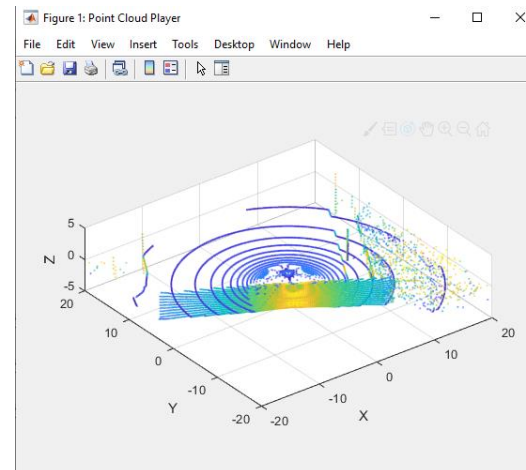 Figure 1: Point Cloud Player
File Edit View Insert Tools Desktop Window Help
5
0
-5
Z
20
10
0
-10
-20
Y
-20
-10
0
10
20
X